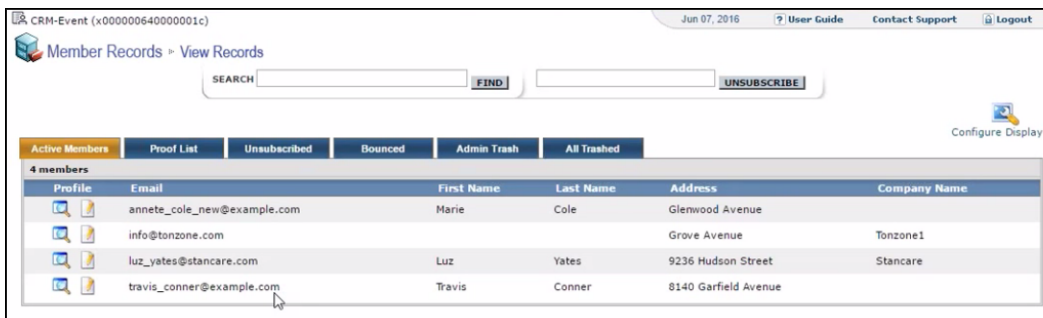 CRM-Event (x000000640000001c) Jun 07, 2016 ? User Guide Contact Support Logout
Member Records ▸ View Records
SEARCH FIND UNSUBSCRIBE
Configure Display
Active Members Proof List Unsubscribed Bounced Admin Trash All Trashed
4 members
Profile Email First Name Last Name Address Company Name
annete_cole_new@example.com Marie Cole Glenwood Avenue
info@tonzone.com Grove Avenue Tonzone1
luz_yates@stancare.com Luz Yates 9236 Hudson Street Stancare
travis_conner@example.com Travis Conner 8140 Garfield Avenue